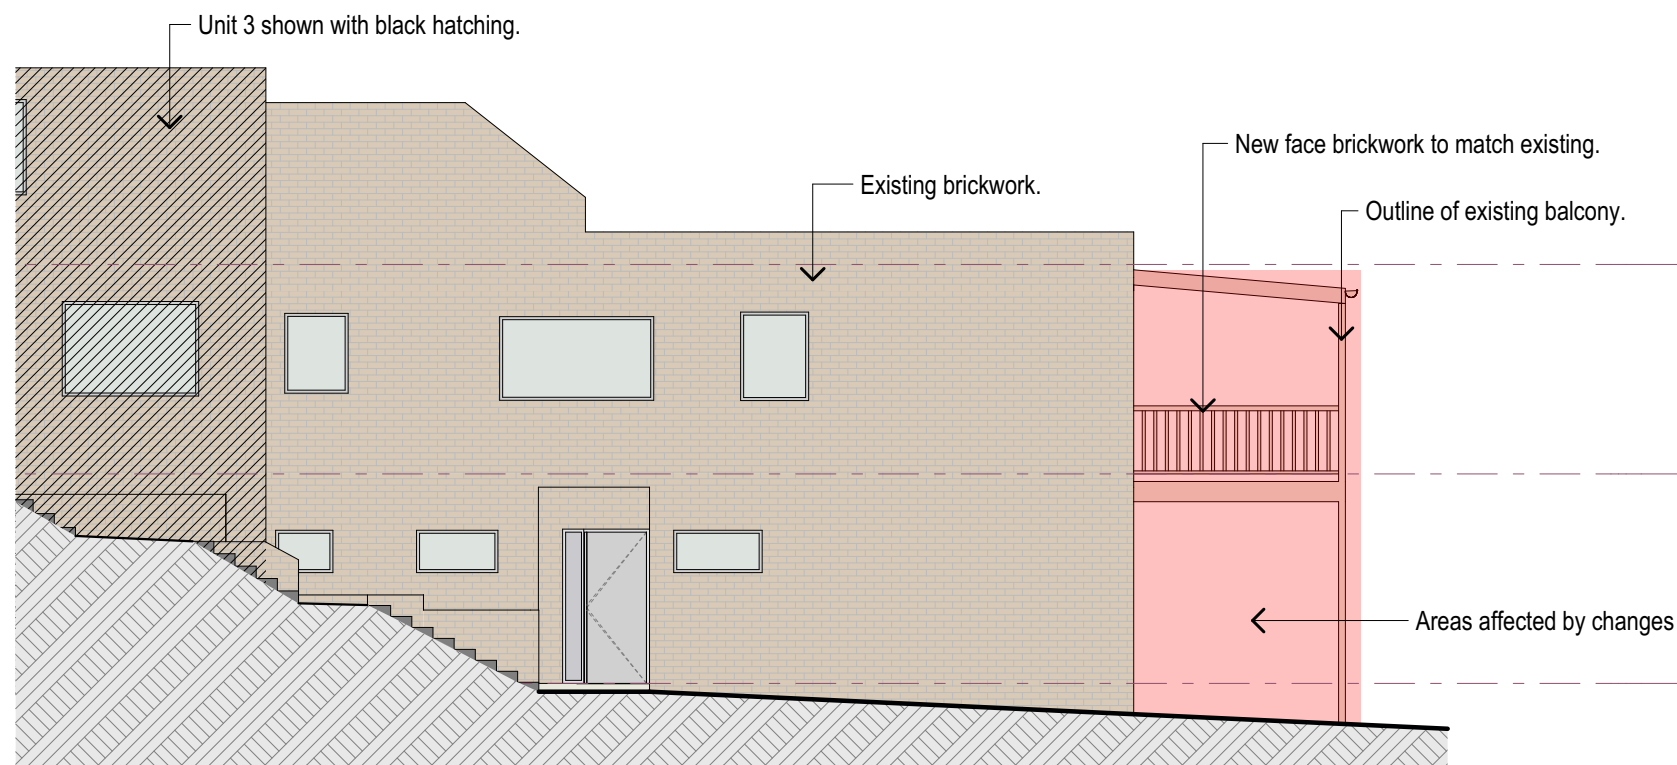 Unit 3 shown with black hatching.
New face brickwork to match existing.
Existing brickwork.
Outline of existing balcony.
Areas affected by changes